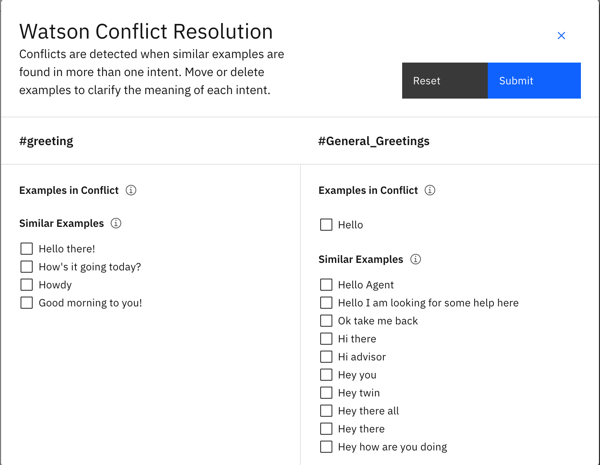 Watson Conflict Resolution
Conflicts are detected when similar examples are
found in more than one intent. Move or delete
examples to clarify the meaning of each intent.
Reset
Submit
#greeting
#General_Greetings
Examples in Conflict
Similar Examples
Hello there!
How's it going today?
Howdy
Good morning to you!
Examples in Conflict
Hello
Similar Examples
Hello Agent
Hello I am looking for some help here
Ok take me back
Hi there
Hi advisor
Hey you
Hey twin
Hey there all
Hey there
Hey how are you doing